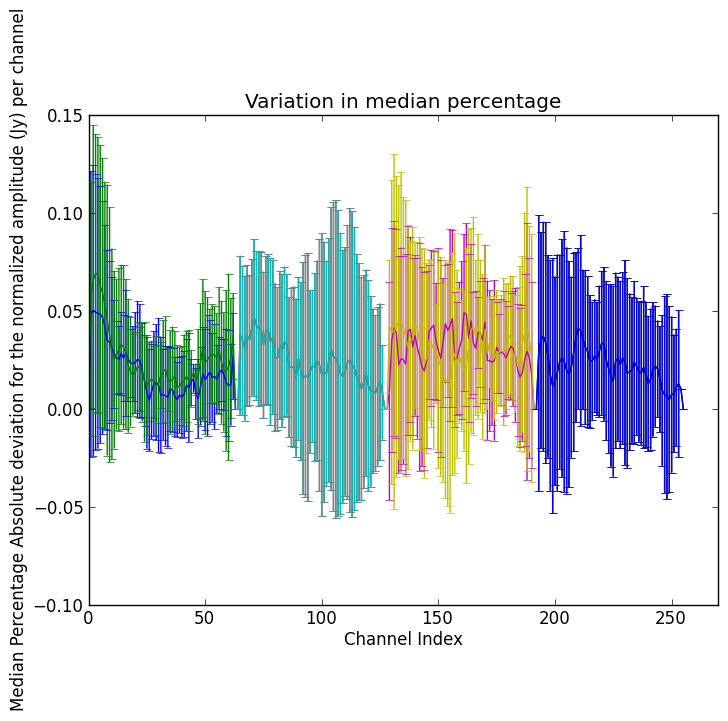 Variation in median percentage
Median Percentage Absolute deviation for the normalized amplitude (Jy) per channel
0.15
0.10
0.05
0.00
−0.05
−0.10
0 50 100 150 200 250
Channel Index